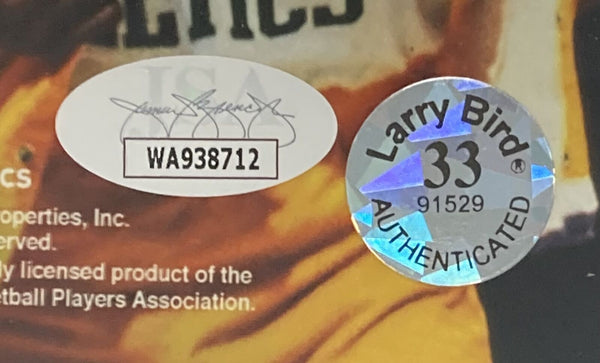 LTICS
JSA
WA938712
Larry Bird®
33
91529
AUTHENTICATED
CS
operties, Inc.
erved.
ly licensed product of the
tball Players Association.